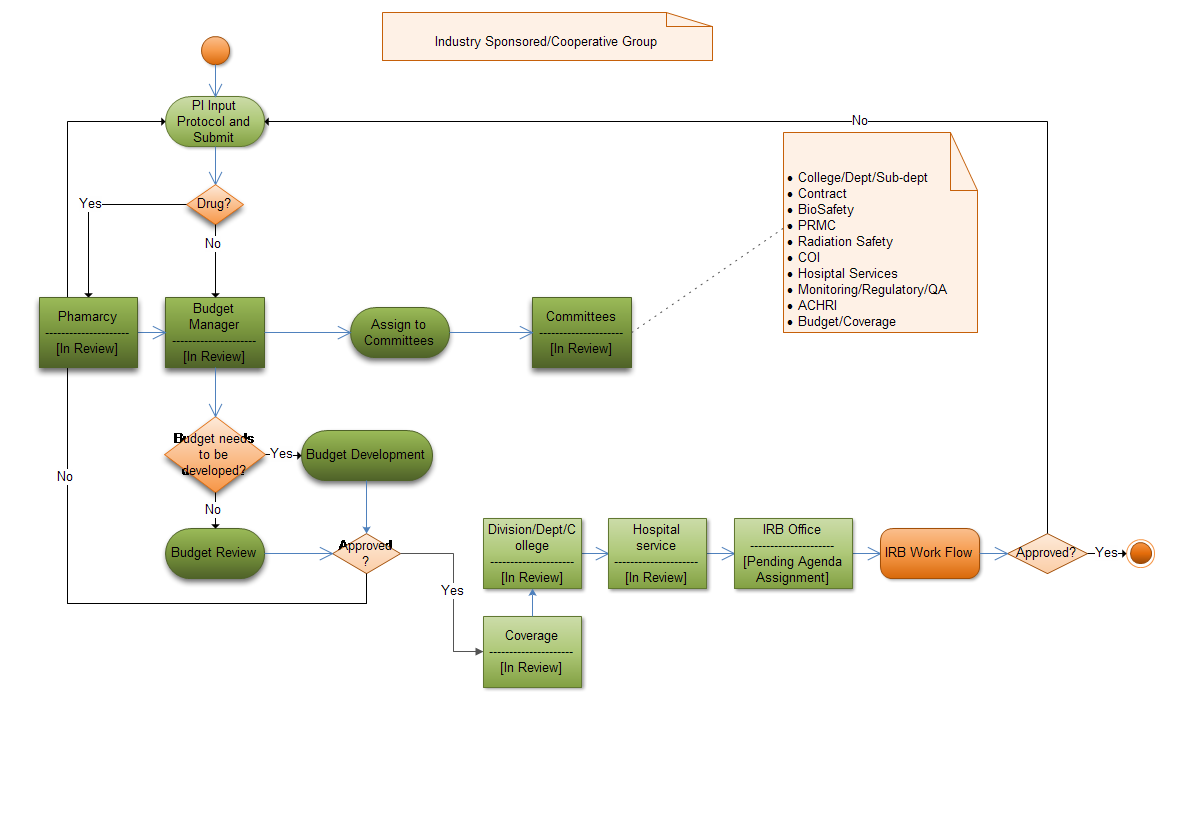 Industry Sponsored/Cooperative Group
PI Input
Protocol and
Submit
No
Drug?
Yes
No
• College/Dept/Sub-dept
• Contract
• BioSafety
• PRMC
• Radiation Safety
• COI
• Hosiptal Services
• Monitoring/Regulatory/QA
• ACHRI
• Budget/Coverage
Phamarcy
---------------------
[In Review]
Budget
Manager
---------------------
[In Review]
Assign to
Committees
Committees
---------------------
[In Review]
Budget needs
to be
developed?
Yes
Budget Development
No
No
Budget Review
Approved
?
Yes
Division/Dept/C
ollege
---------------------
[In Review]
Hospital
service
---------------------
[In Review]
IRB Office
---------------------
[Pending Agenda
Assignment]
IRB Work Flow
Approved?
Yes
Coverage
---------------------
[In Review]